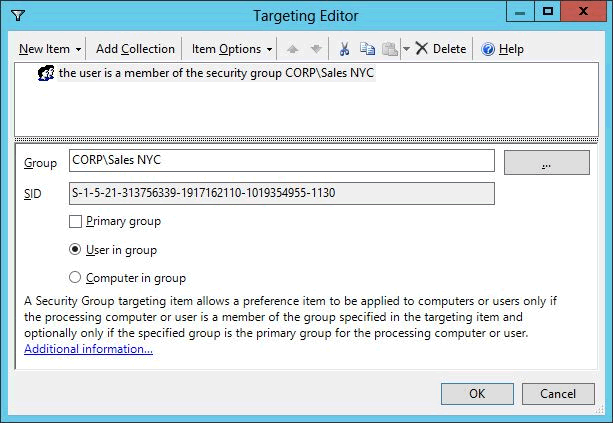 Targeting Editor
New Item Add Collection Item Options Delete Help
the user is a member of the security group CORP\Sales NYC
Group CORP\Sales NYC ...
SID S-1-5-21-313756339-1917162110-1019354955-1130
Primary group
User in group
Computer in group
A Security Group targeting item allows a preference item to be applied to computers or users only if
the processing computer or user is a member of the group specified in the targeting item and
optionally only if the specified group is the primary group for the processing computer or user.
Additional information...
OK Cancel